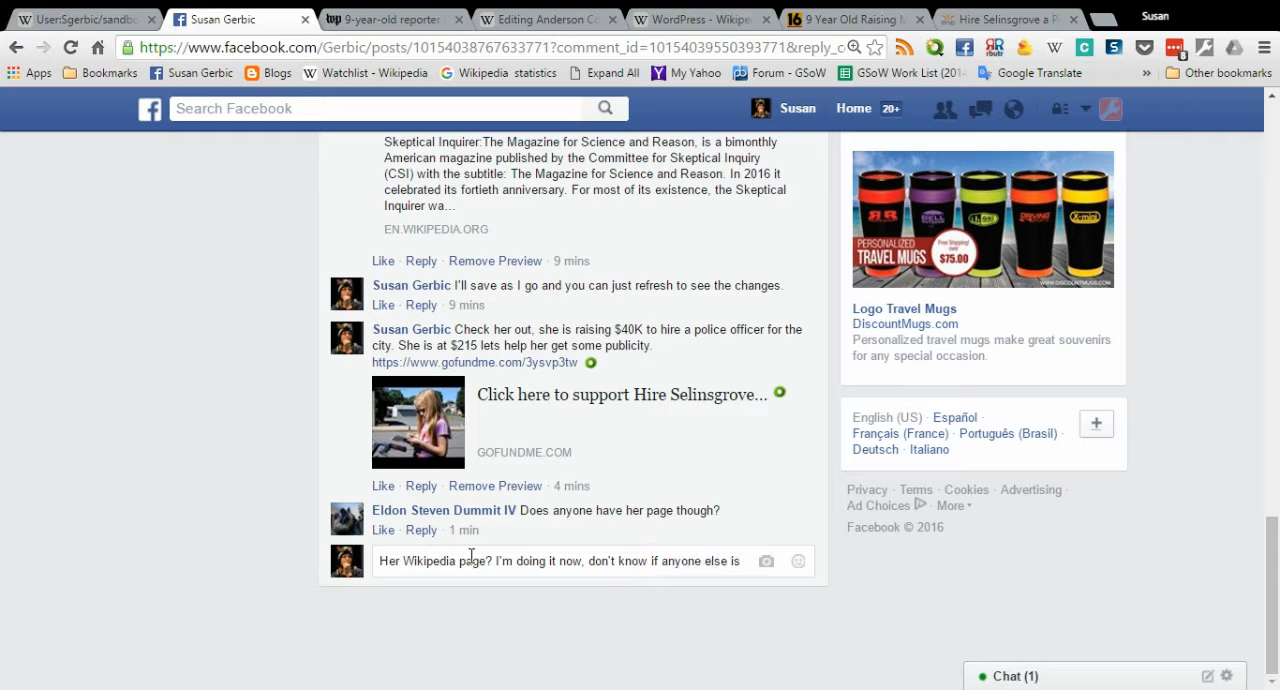 User:Sgerbic/sandb
Susan Gerbic
9-year-old reporter
Editing Anderson Co
WordPress - Wikipe
9 Year Old Raising M
Hire Selinsgrove a P
Susan
https://www.facebook.com/Gerbic/posts/10154038767633771?comment_id=10154039550393771&reply_c
Apps
Bookmarks
Susan Gerbic
Blogs
Watchlist - Wikipedia
Wikipedia statistics
Expand All
My Yahoo
Forum - GSoW
GSoW Work List (201
Google Translate
»
Other bookmarks
Search Facebook
Susan
Home 20+
Skeptical Inquirer:The Magazine for Science and Reason, is a bimonthly
American magazine published by the Committee for Skeptical Inquiry
(CSI) with the subtitle: The Magazine for Science and Reason. In 2016 it
celebrated its fortieth anniversary. For most of its existence, the Skeptical
Inquirer wa...
EN.WIKIPEDIA.ORG
Like · Reply · Remove Preview · 9 mins
Susan Gerbic I'll save as I go and you can just refresh to see the changes.
Like · Reply · 9 mins
Susan Gerbic Check her out, she is raising $40K to hire a police officer for the
city. She is at $215 lets help her get some publicity.
https://www.gofundme.com/3ysvp3tw
Click here to support Hire Selinsgrove...
GOFUNDME.COM
Like · Reply · Remove Preview · 4 mins
Eldon Steven Dummit IV Does anyone have her page though?
Like · Reply · 1 min
Her Wikipedia page? I'm doing it now, don't know if anyone else is
PERSONALIZED
TRAVEL MUGS
Free Shipping!
over
$75.00
WWW.DISCOUNTMUGS.COM
Logo Travel Mugs
DiscountMugs.com
Personalized travel mugs make great souvenirs
for any special occasion.
English (US) · Español ·
Français (France) · Português (Brasil) ·
Deutsch · Italiano
Privacy · Terms · Cookies · Advertising ·
Ad Choices · More
Facebook © 2016
Chat (1)